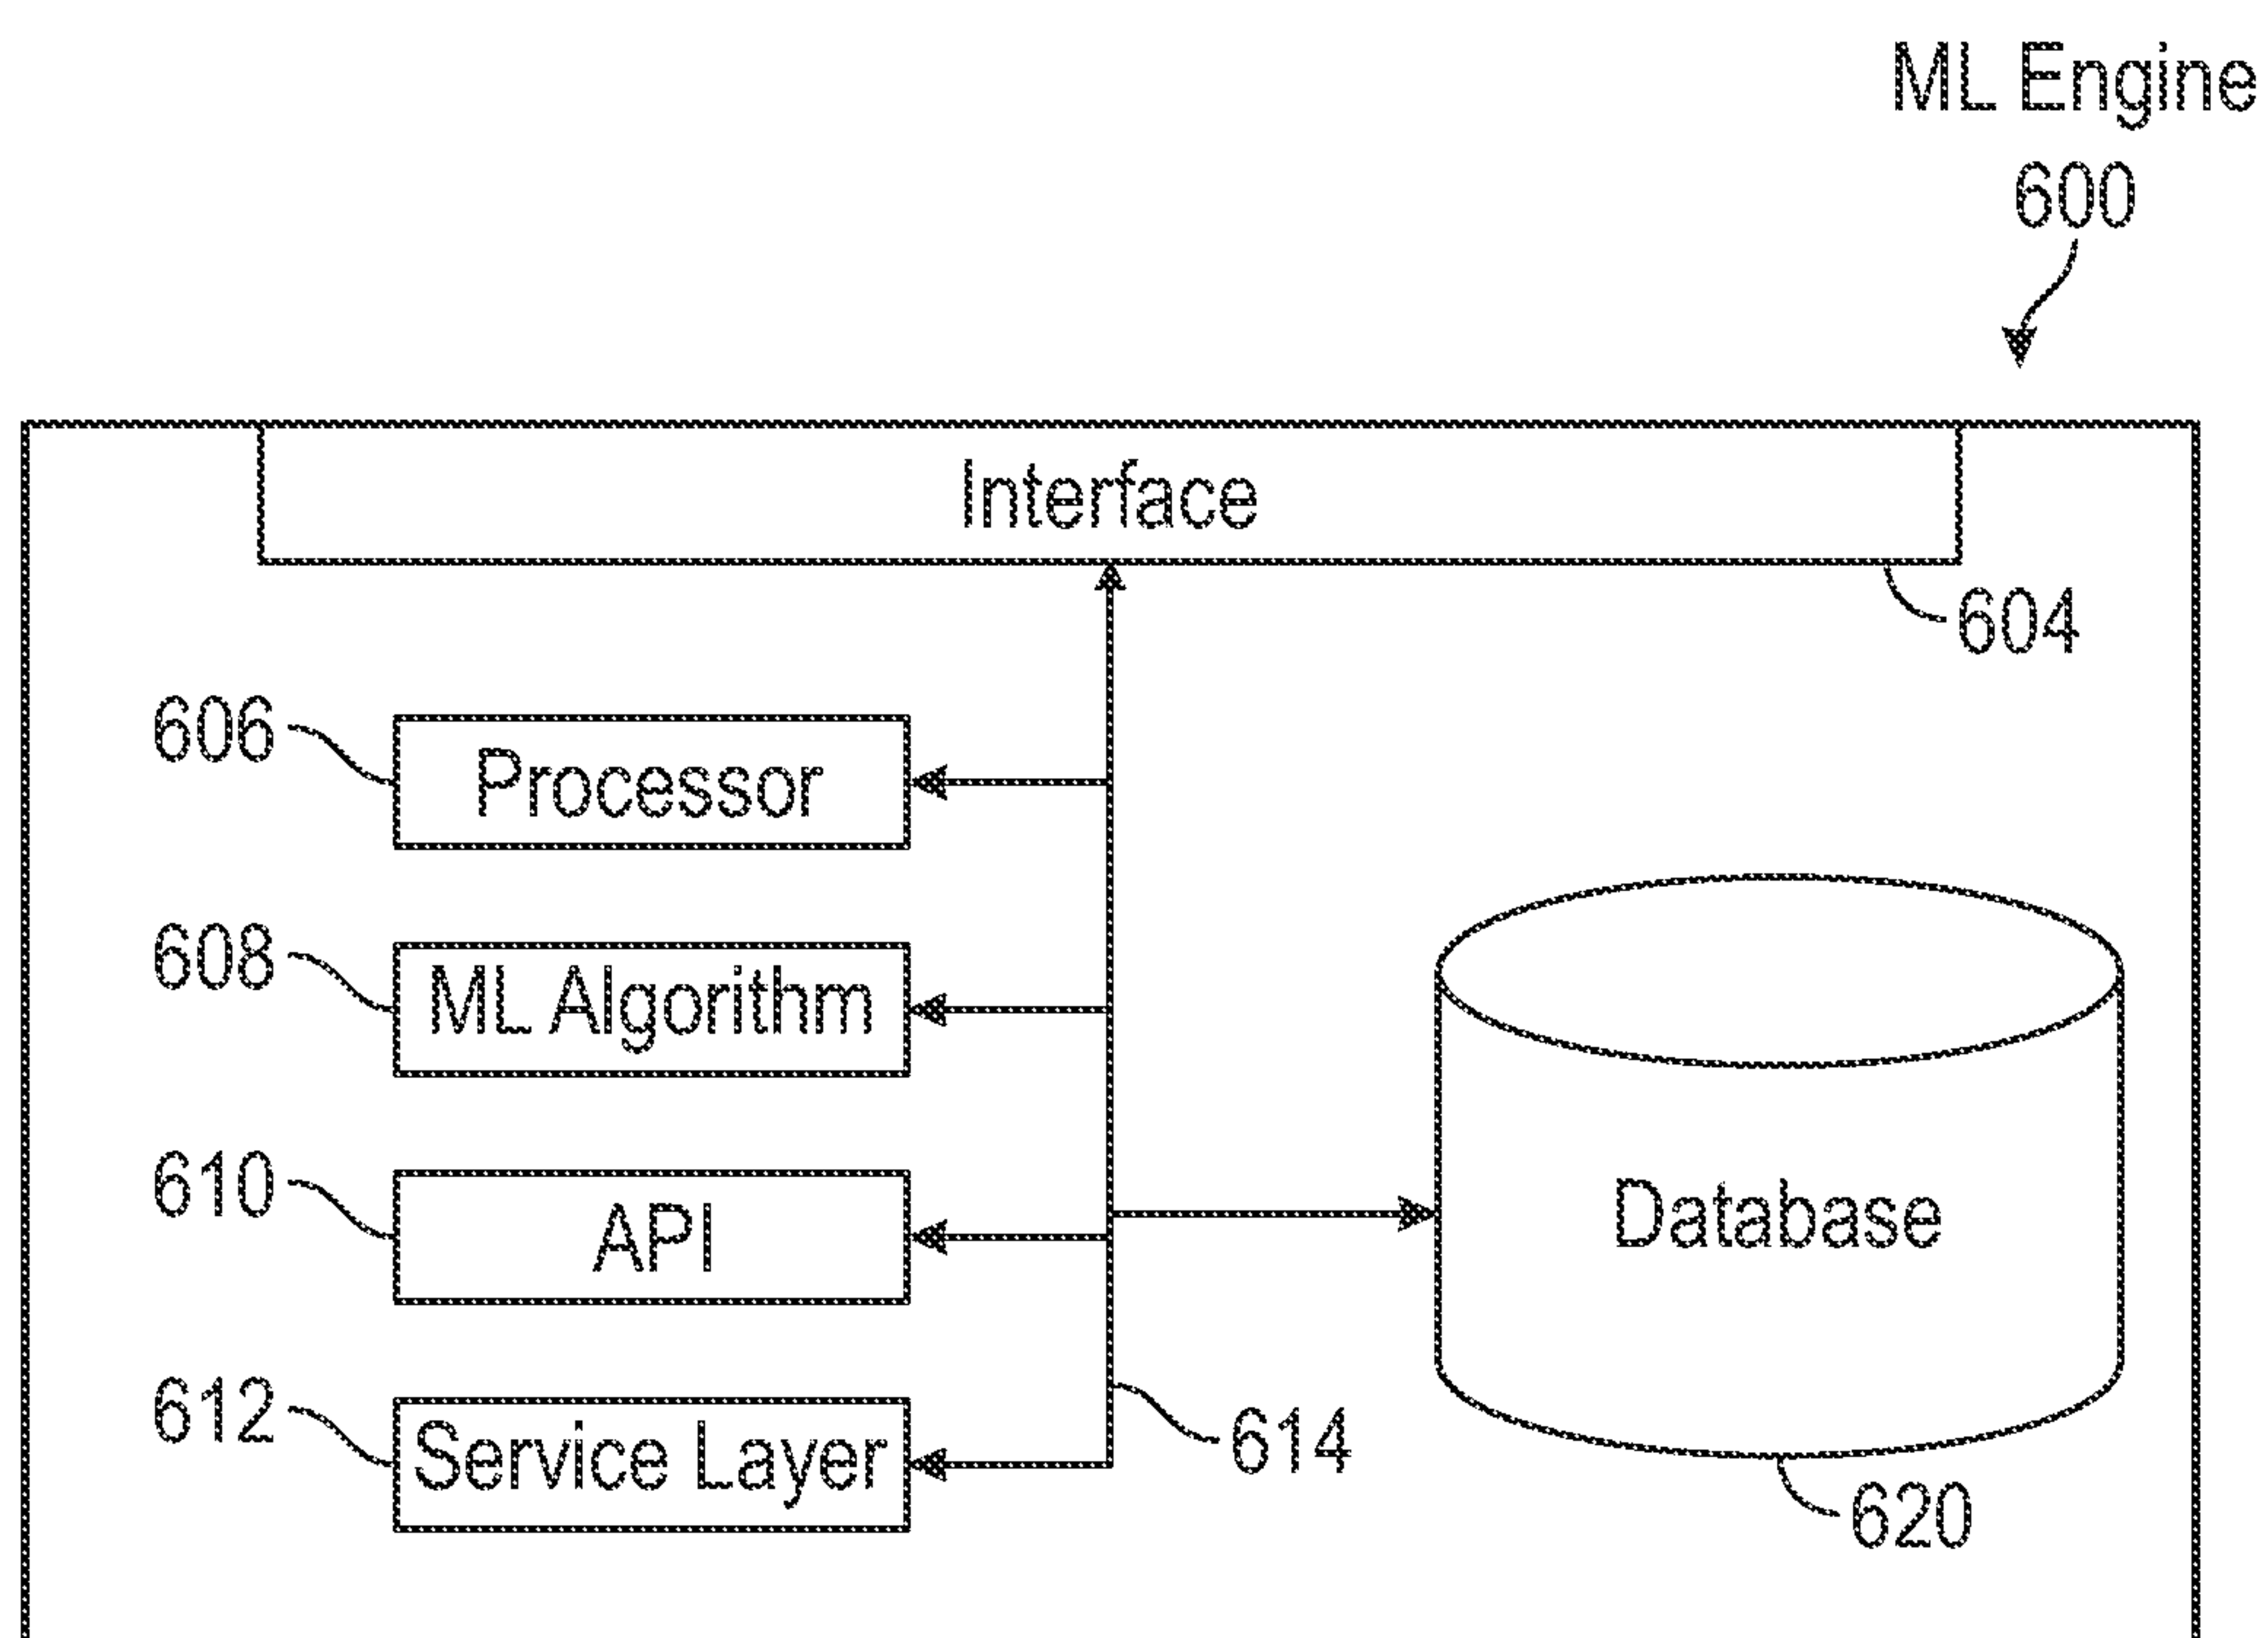 ML Engine
600
Interface
604
606
Processor
608
ML Algorithm
610
API
Database
612
Service Layer
614
620